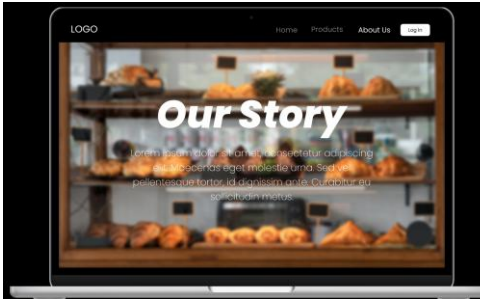 LOGO
Home
Products
About Us
Log In
Our Story
Lorem ipsum dolor sit amet, consectetur adipiscing
elit. Maecenas eget molestie urna. Sed vel
pellentesque tortor, id dignissim ante. Curabitur eu
sollicitudin metus.